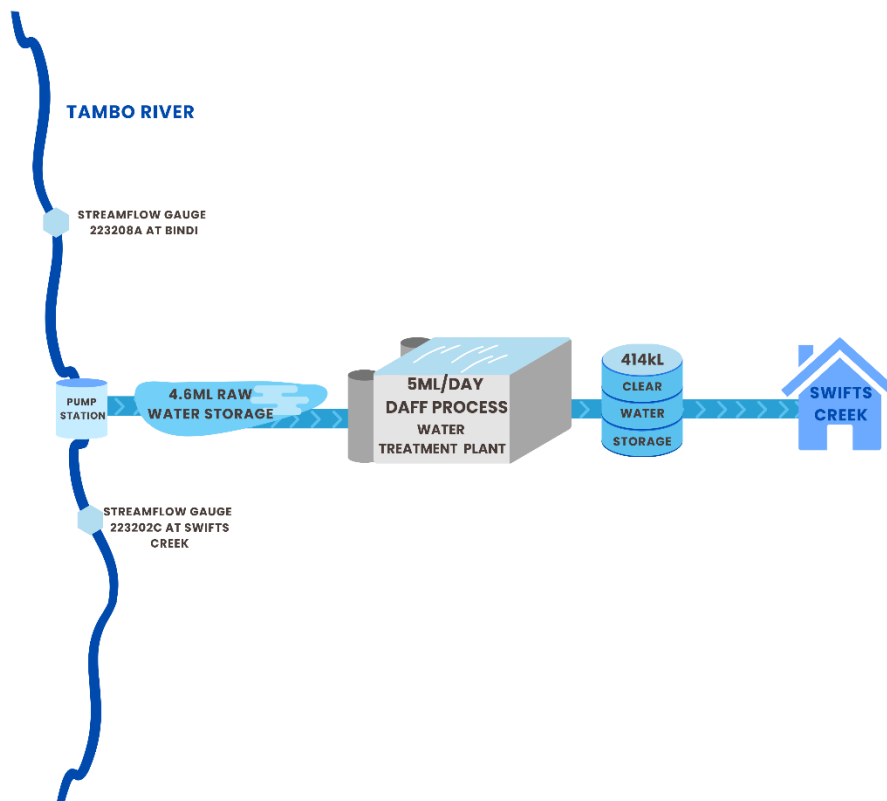 TAMBO RIVER
STREAMFLOW GAUGE
223208A AT BINDI
PUMP
STATION
4.6ML RAW
WATER STORAGE
5ML/DAY
DAFF PROCESS
WATER
TREATMENT PLANT
414kL
CLEAR
WATER
STORAGE
SWIFTS
CREEK
STREAMFLOW GAUGE
223202C AT SWIFTS
CREEK